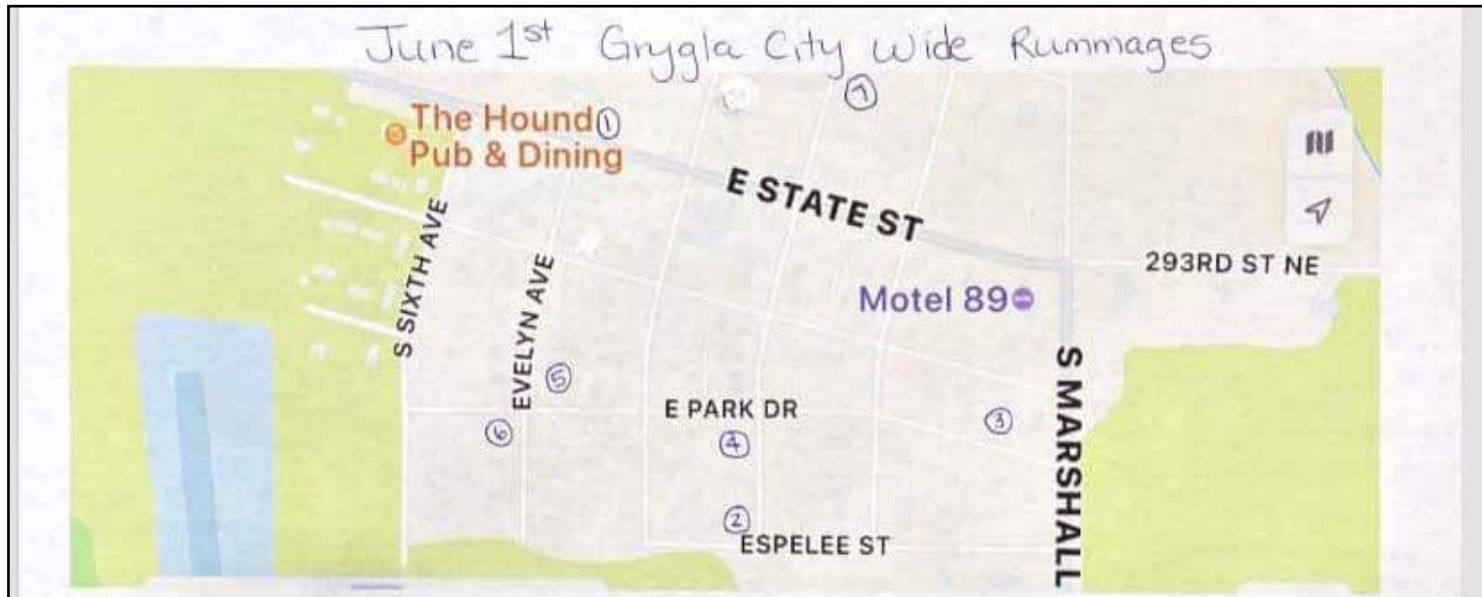 June 1st Grygla City Wide Rummages
7
The Hound 1
Pub & Dining
E STATE ST
S SIXTH AVE
EVELYN AVE
293RD ST NE
Motel 89
S MARSHALL
5
E PARK DR
3
6
4
2
ESPELEE ST